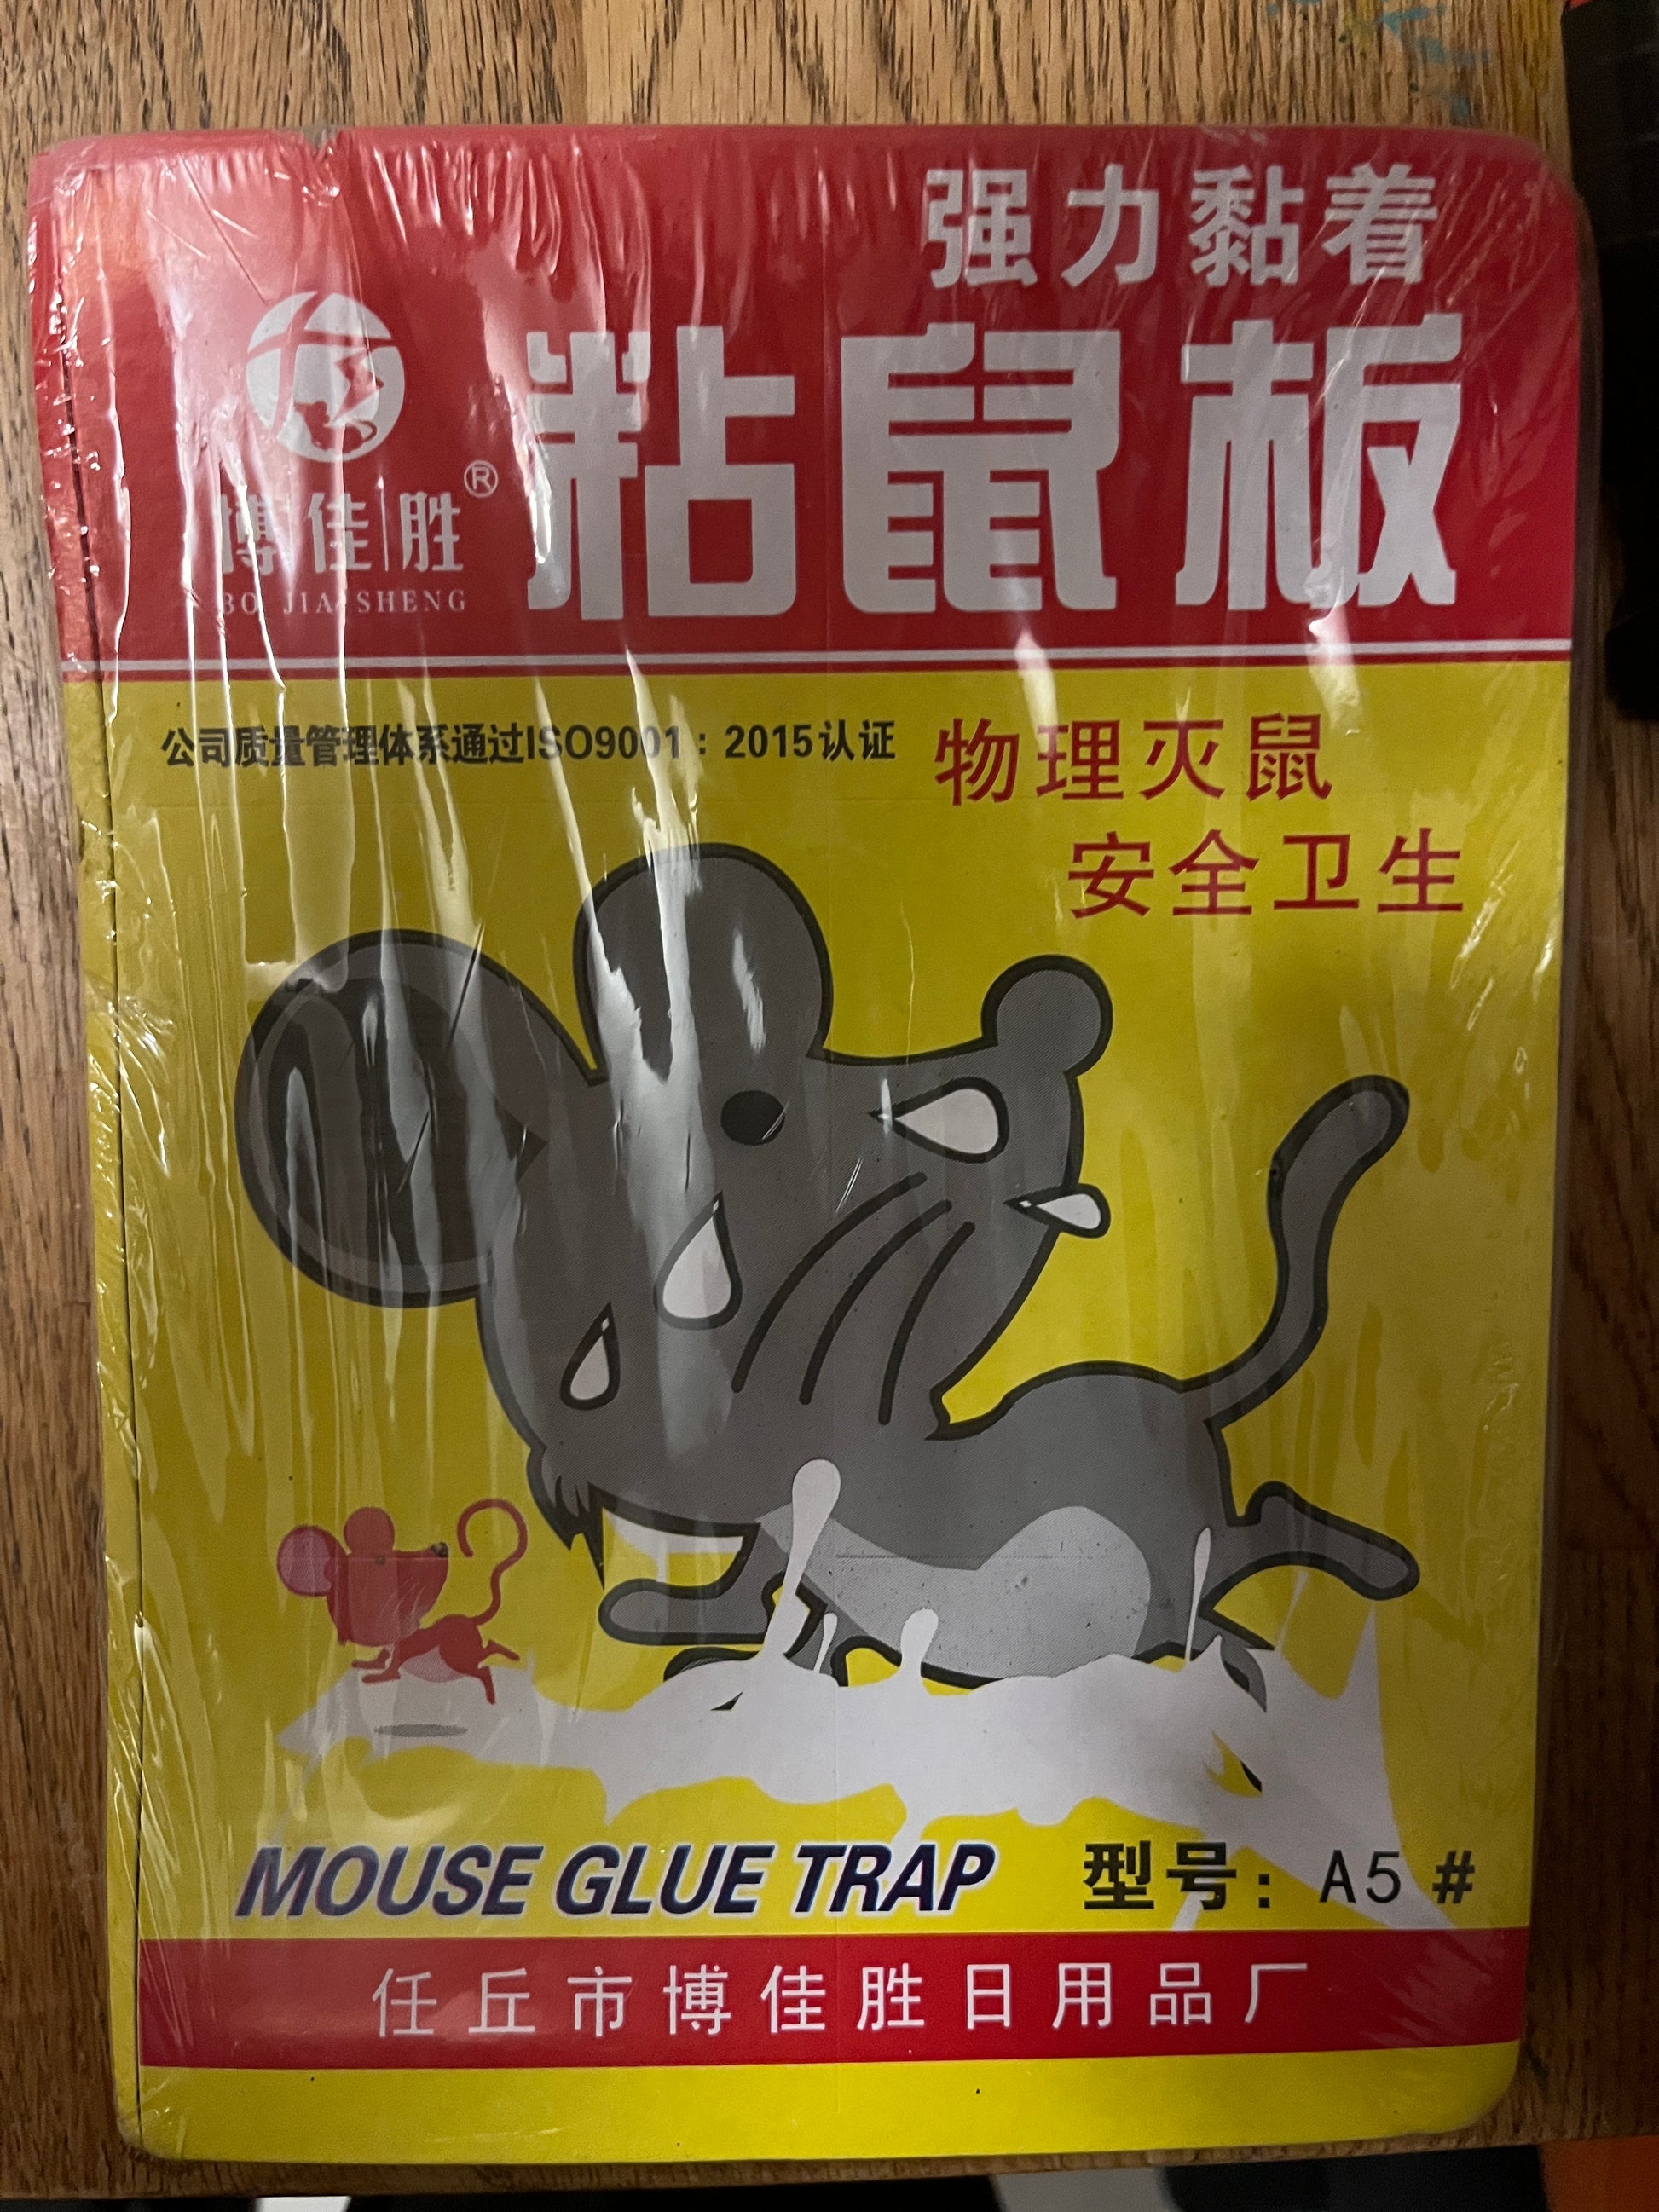 强力黏着
粘鼠板
博佳胜®
BO JIA SHENG
公司质量管理体系通过ISO9001：2015认证
物理灭鼠
安全卫生
MOUSE GLUE TRAP
型号：A5#
任丘市博佳胜日用品厂